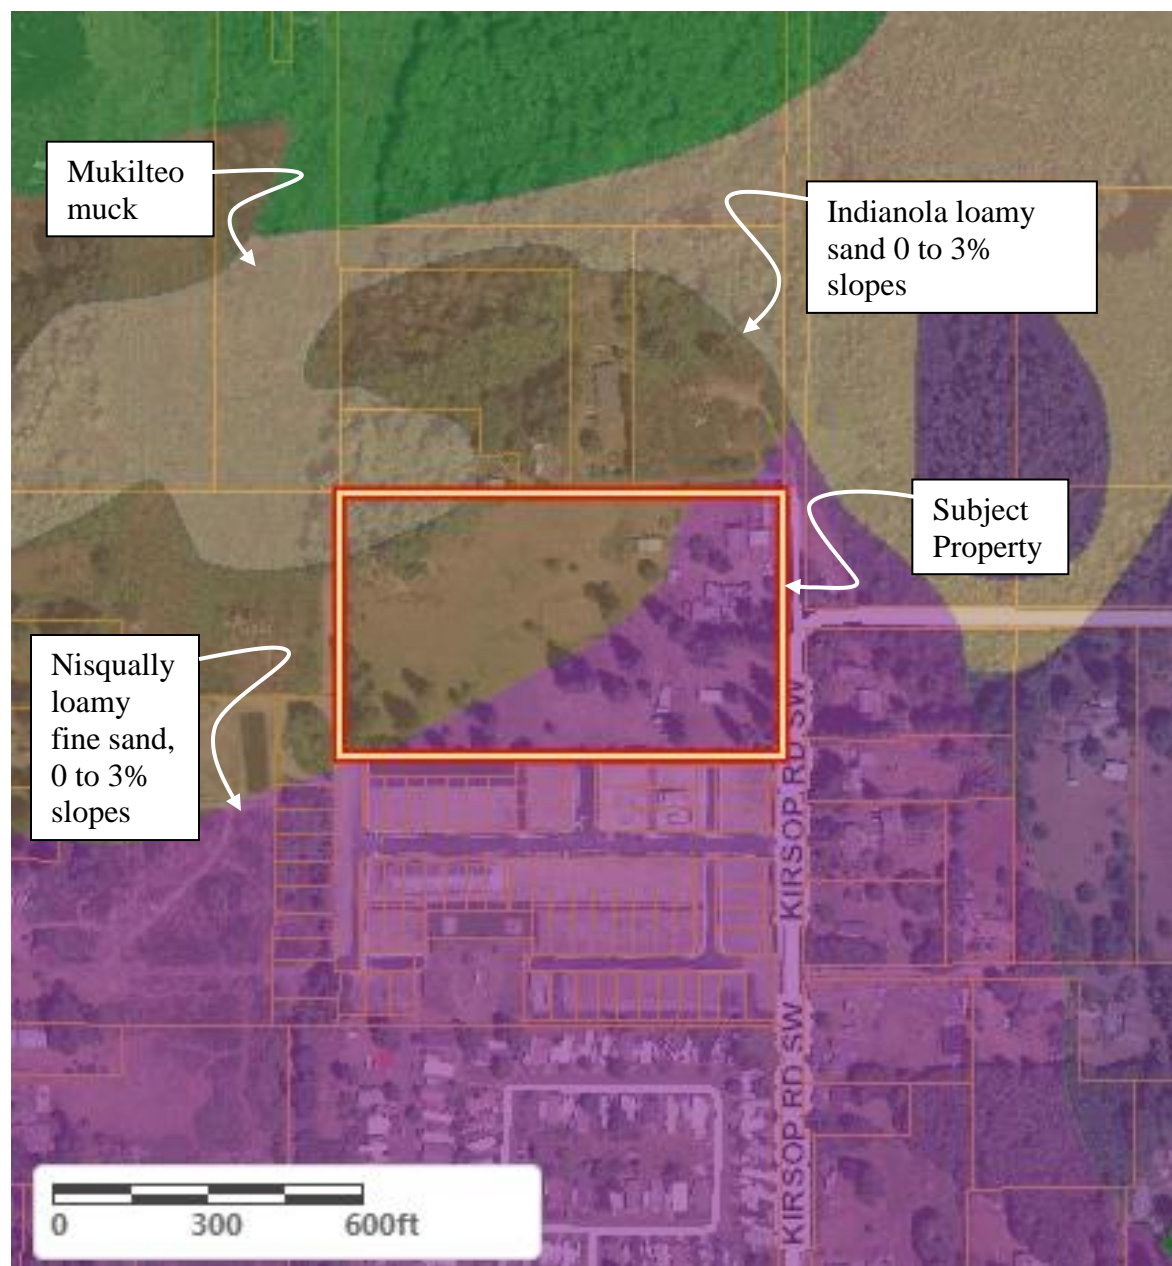 Mukilteo
muck
Indianola loamy
sand 0 to 3%
slopes
Subject
Property
Nisqually
loamy
fine sand,
0 to 3%
slopes
KIRSOP RD SW
KIRSOP RD SW
0 300 600ft